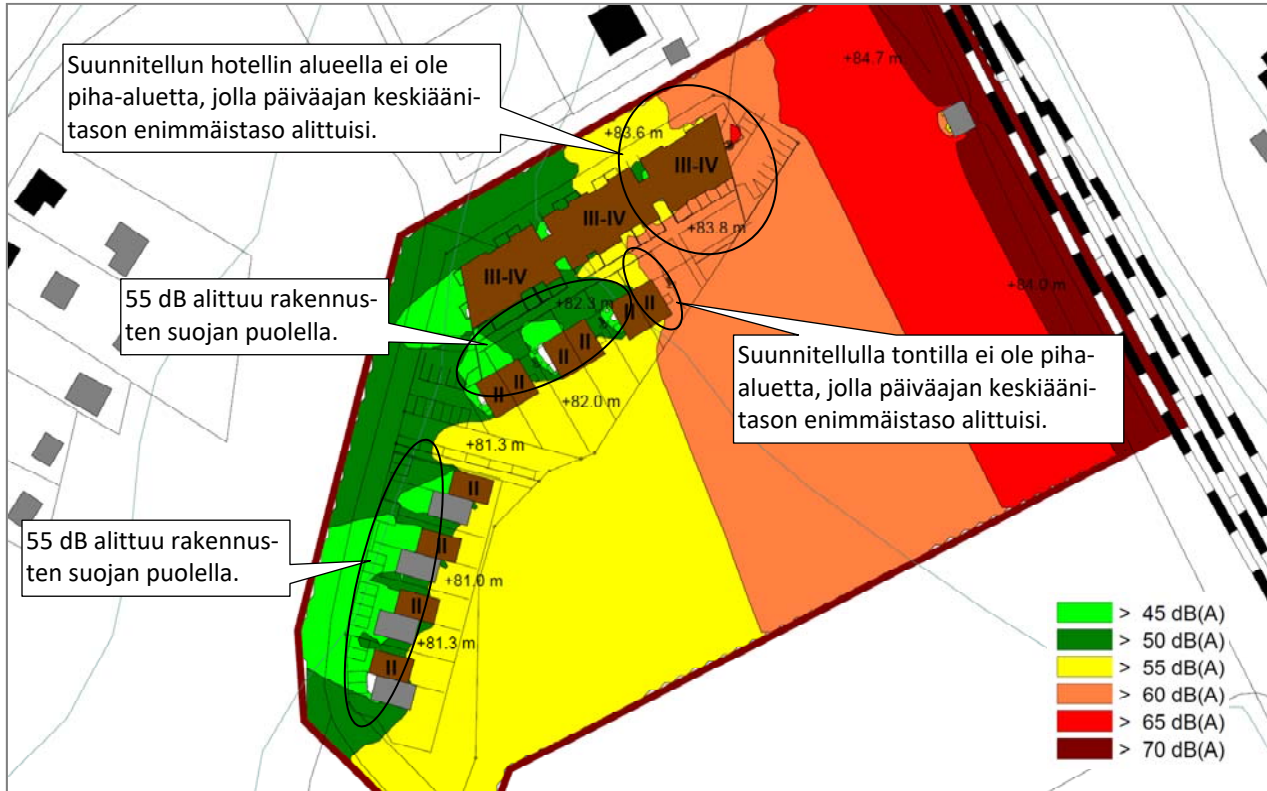 Suunnitellun hotellin alueella ei ole
piha-aluetta, jolla päiväajan keskiääni-
tason enimmäistaso alittuisi.
+84.7 m
+83.6 m
III-IV
III-IV
+83.8 m
III-IV
55 dB alittuu rakennus-
ten suojan puolella.
+82.3 m
+84.0 m
II
II
II
II
II
II
Suunnitellulla tontilla ei ole piha-
aluetta, jolla päiväajan keskiääni-
tason enimmäistaso alittuisi.
+82.0 m
+81.3 m
II
55 dB alittuu rakennus-
ten suojan puolella.
II
+81.0 m
II
+81.3 m
II
> 45 dB(A)
> 50 dB(A)
> 55 dB(A)
> 60 dB(A)
> 65 dB(A)
> 70 dB(A)